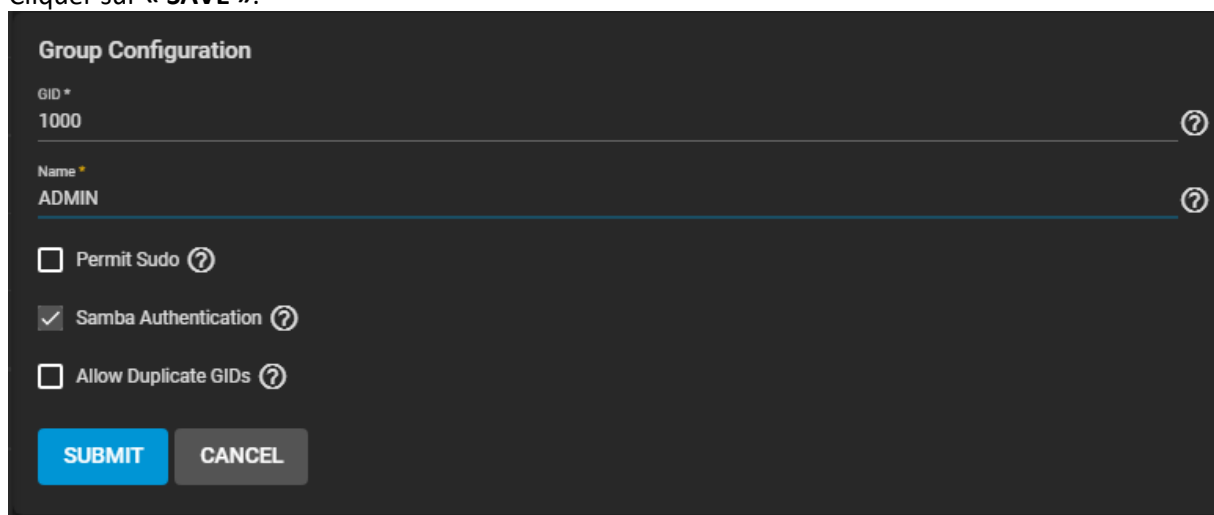 Cliquer sur « SAVE ».
Group Configuration
GID *
1000
Name *
ADMIN
Permit Sudo
Samba Authentication
Allow Duplicate GIDs
SUBMIT CANCEL